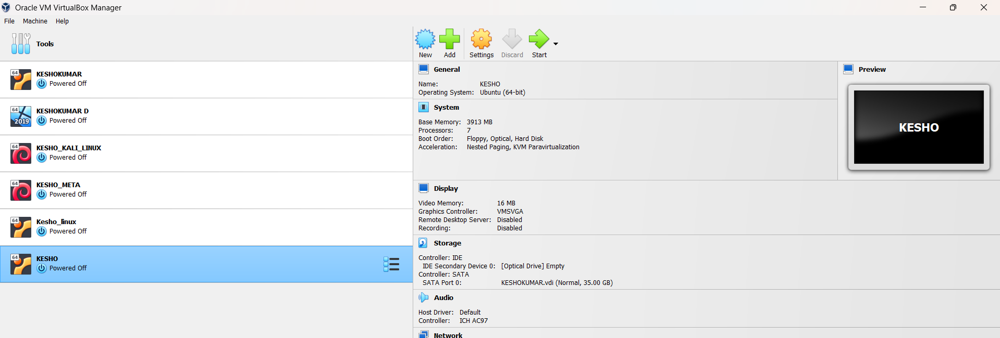 Oracle VM VirtualBox Manager
File Machine Help
Tools
64
KESHOKUMAR
Powered Off
64
2019
KESHOKUMAR D
Powered Off
64
KESHO_KALI_LINUX
Powered Off
64
KESHO_META
Powered Off
64
Kesho_linux
Powered Off
64
KESHO
Powered Off
New Add Settings Discard Start
General
Name: KESHO
Operating System: Ubuntu (64-bit)
System
Base Memory: 3913 MB
Processors: 7
Boot Order: Floppy, Optical, Hard Disk
Acceleration: Nested Paging, KVM Paravirtualization
Preview
KESHO
Display
Video Memory: 16 MB
Graphics Controller: VMSVGA
Remote Desktop Server: Disabled
Recording: Disabled
Storage
Controller: IDE
IDE Secondary Device 0: [Optical Drive] Empty
Controller: SATA
SATA Port 0: KESHOKUMAR.vdi (Normal, 35.00 GB)
Audio
Host Driver: Default
Controller: ICH AC97
Network